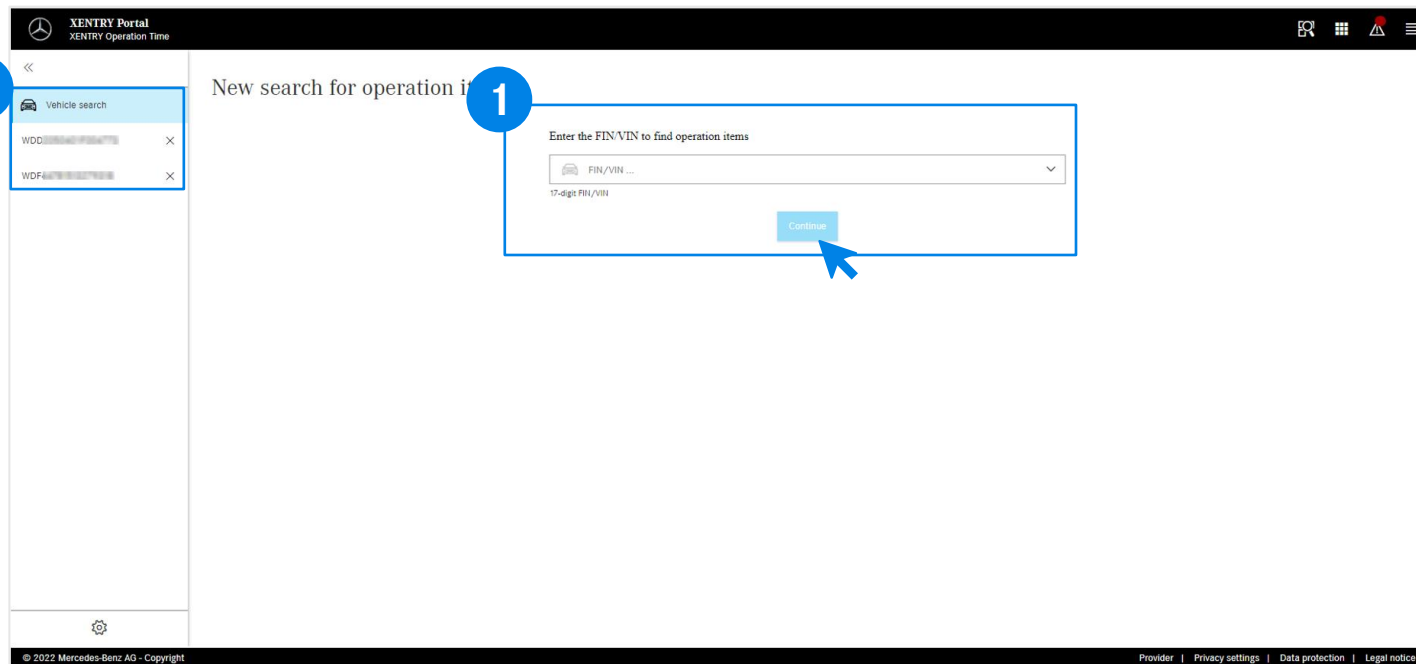 XENTRY Portal
XENTRY Operation Time
Vehicle search
WDD
WDF
New search for operation it
1
Enter the FIN/VIN to find operation items
FIN/VIN ...
17-digit FIN/VIN
Continue
© 2022 Mercedes-Benz AG - Copyright
Provider | Privacy settings | Data protection | Legal notice